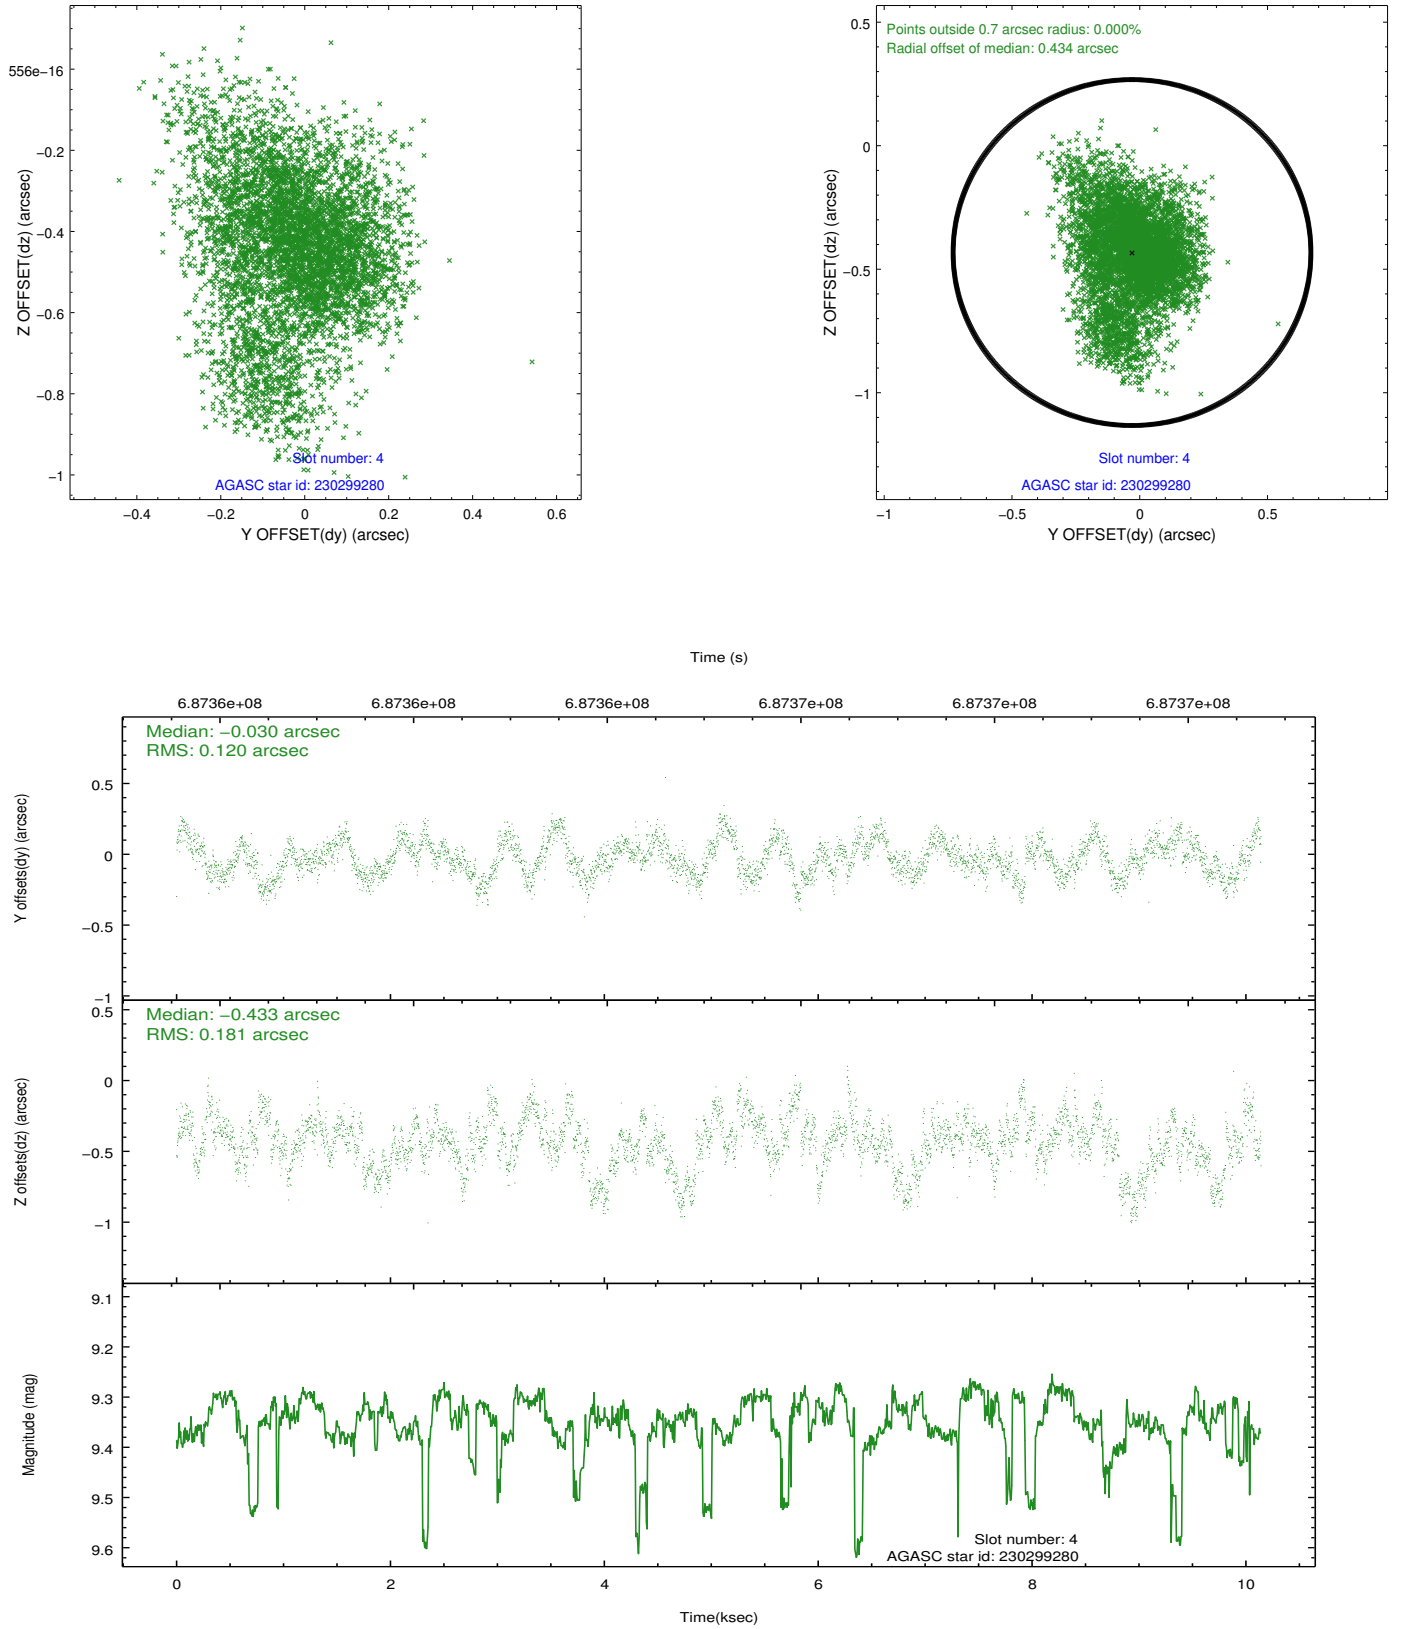 556e−16
−0.2
−0.4
−0.6
−0.8
−1
Z OFFSET(dz) (arcsec)
Slot number: 4
AGASC star id: 230299280
−0.4 −0.2 0 0.2 0.4 0.6
Y OFFSET(dy) (arcsec)
Points outside 0.7 arcsec radius: 0.000%
Radial offset of median: 0.434 arcsec
0.5
0
−0.5
−1
Z OFFSET(dz) (arcsec)
Slot number: 4
AGASC star id: 230299280
−1 −0.5 0 0.5
Y OFFSET(dy) (arcsec)
Time (s)
6.8736e+08 6.8736e+08 6.8736e+08 6.8737e+08 6.8737e+08 6.8737e+08
Median: −0.030 arcsec
RMS: 0.120 arcsec
0.5
0
−0.5
−1
Y offsets(dy) (arcsec)
Median: −0.433 arcsec
RMS: 0.181 arcsec
0.5
0
−0.5
−1
Z offsets(dz) (arcsec)
9.1
9.2
9.3
9.4
9.5
9.6
Magnitude (mag)
Slot number: 4
AGASC star id: 230299280
0 2 4 6 8 10
Time(ksec)